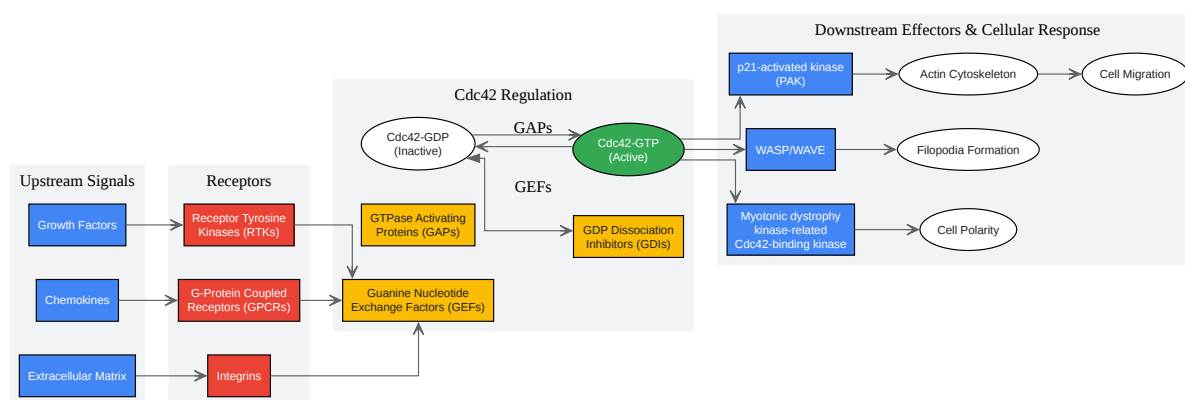 Upstream Signals
Growth Factors
Chemokines
Extracellular Matrix
Receptors
Receptor Tyrosine
Kinases (RTKs)
G-Protein Coupled
Receptors (GPCRs)
Integrins
Cdc42 Regulation
Cdc42-GDP
(Inactive)
GAPs
GEFs
Cdc42-GTP
(Active)
GTPase Activating
Proteins (GAPs)
GDP Dissociation
Inhibitors (GDIs)
Guanine Nucleotide
Exchange Factors (GEFs)
Downstream Effectors & Cellular Response
p21-activated kinase
(PAK)
Actin Cytoskeleton
Cell Migration
WASP/WAVE
Filopodia Formation
Myotonic dystrophy
kinase-related
Cdc42-binding kinase
Cell Polarity